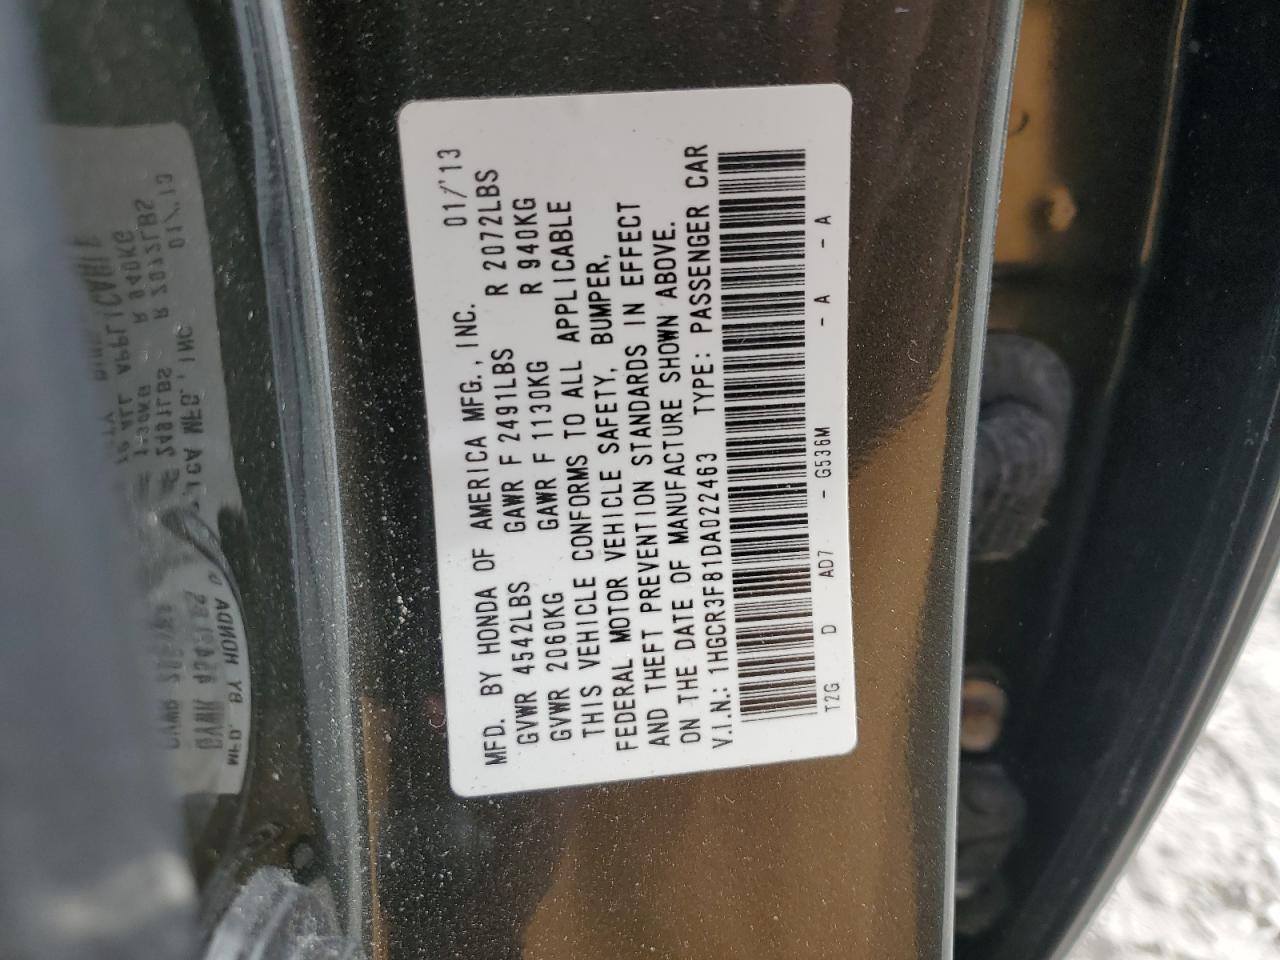 MFD. BY HONDA OF AMERICA MFG., INC. 01/'13
GVWR 4542LBS GAWR F 2491LBS R 2072LBS
GVWR 2060KG GAWR F 1130KG R 940KG
THIS VEHICLE CONFORMS TO ALL APPLICABLE
FEDERAL MOTOR VEHICLE SAFETY, BUMPER,
AND THEFT PREVENTION STANDARDS IN EFFECT
ON THE DATE OF MANUFACTURE SHOWN ABOVE.
V.I.N.: 1HGCR3F81DA022463 TYPE: PASSENGER CAR
T2G D AD7 - G536M - A - A